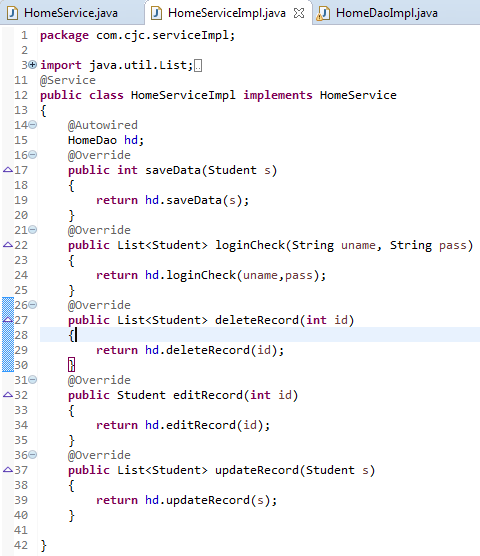 HomeService.java HomeServiceImpl.java HomeDaoImpl.java
1 package com.cjc.serviceImpl;
2
3 import java.util.List;
11 @Service
12 public class HomeServiceImpl implements HomeService
13 {
14 @Autowired
15 HomeDao hd;
16 @Override
17 public int saveData(Student s)
18 {
19 return hd.saveData(s);
20 }
21 @Override
22 public List<Student> loginCheck(String uname, String pass)
23 {
24 return hd.loginCheck(uname,pass);
25 }
26 @Override
27 public List<Student> deleteRecord(int id)
28 {
29 return hd.deleteRecord(id);
30 }
31 @Override
32 public Student editRecord(int id)
33 {
34 return hd.editRecord(id);
35 }
36 @Override
37 public List<Student> updateRecord(Student s)
38 {
39 return hd.updateRecord(s);
40 }
41
42 }